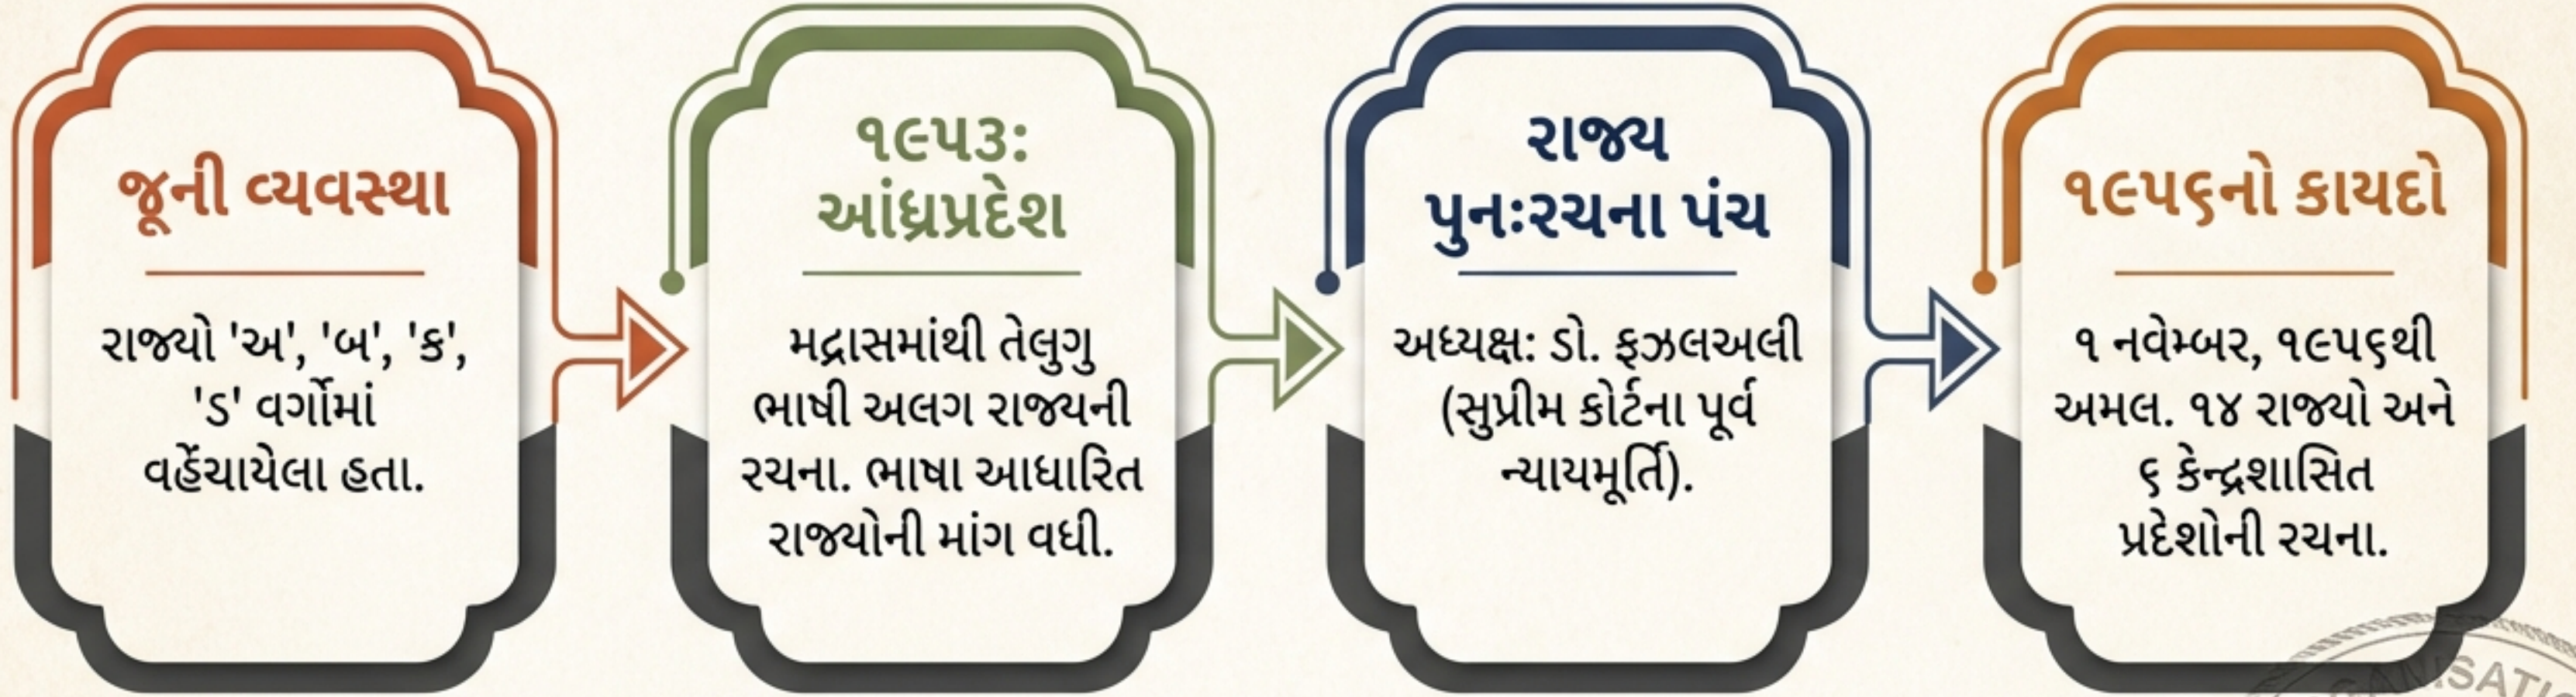 જૂની વ્યવસ્થા
રાજ્યો 'અ', 'બ', 'ક',
'ડ' વર્ગોમાં
વહેંચાયેલા હતા.
૧૯૫૩:
આંધ્રપ્રદેશ
મદ્રાસમાંથી તેલુગુ
ભાષી અલગ રાજ્યની
રચના. ભાષા આધારિત
રાજ્યોની માંગ વધી.
રાજ્ય
પુનઃરચના પંચ
અધ્યક્ષ: ડો. ફઝલઅલી
(સુપ્રીમ કોર્ટના પૂર્વ
ન્યાયમૂર્તિ).
૧૯૫૬નો કાયદો
૧ નવેમ્બર, ૧૯૫૬થી
અમલ. ૧૪ રાજ્યો અને
૬ કેન્દ્રશાસિત
પ્રદેશોની રચના.